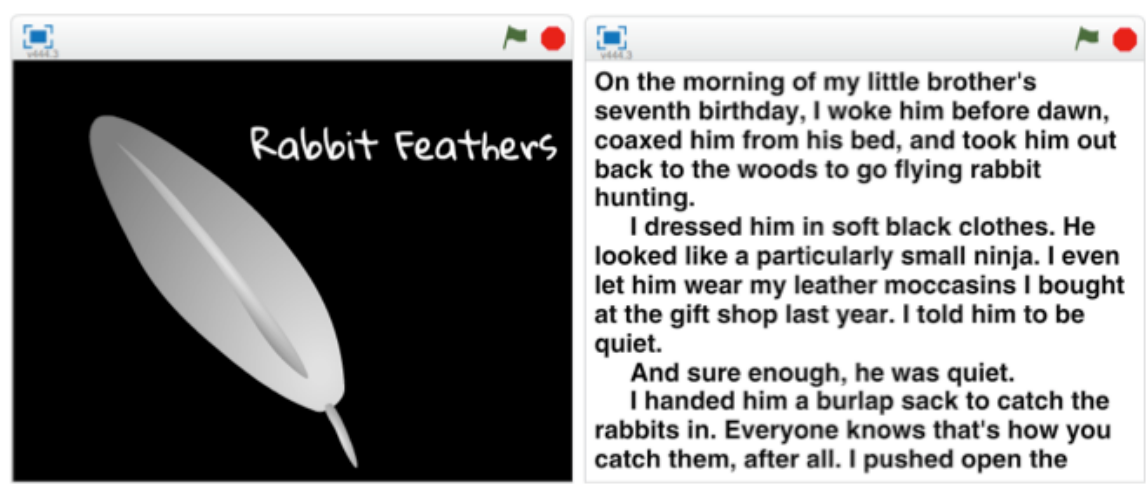 v444.3
Rabbit Feathers
v444.3
On the morning of my little brother's
seventh birthday, I woke him before dawn,
coaxed him from his bed, and took him out
back to the woods to go flying rabbit
hunting.
I dressed him in soft black clothes. He
looked like a particularly small ninja. I even
let him wear my leather moccasins I bought
at the gift shop last year. I told him to be
quiet.
And sure enough, he was quiet.
I handed him a burlap sack to catch the
rabbits in. Everyone knows that's how you
catch them, after all. I pushed open the